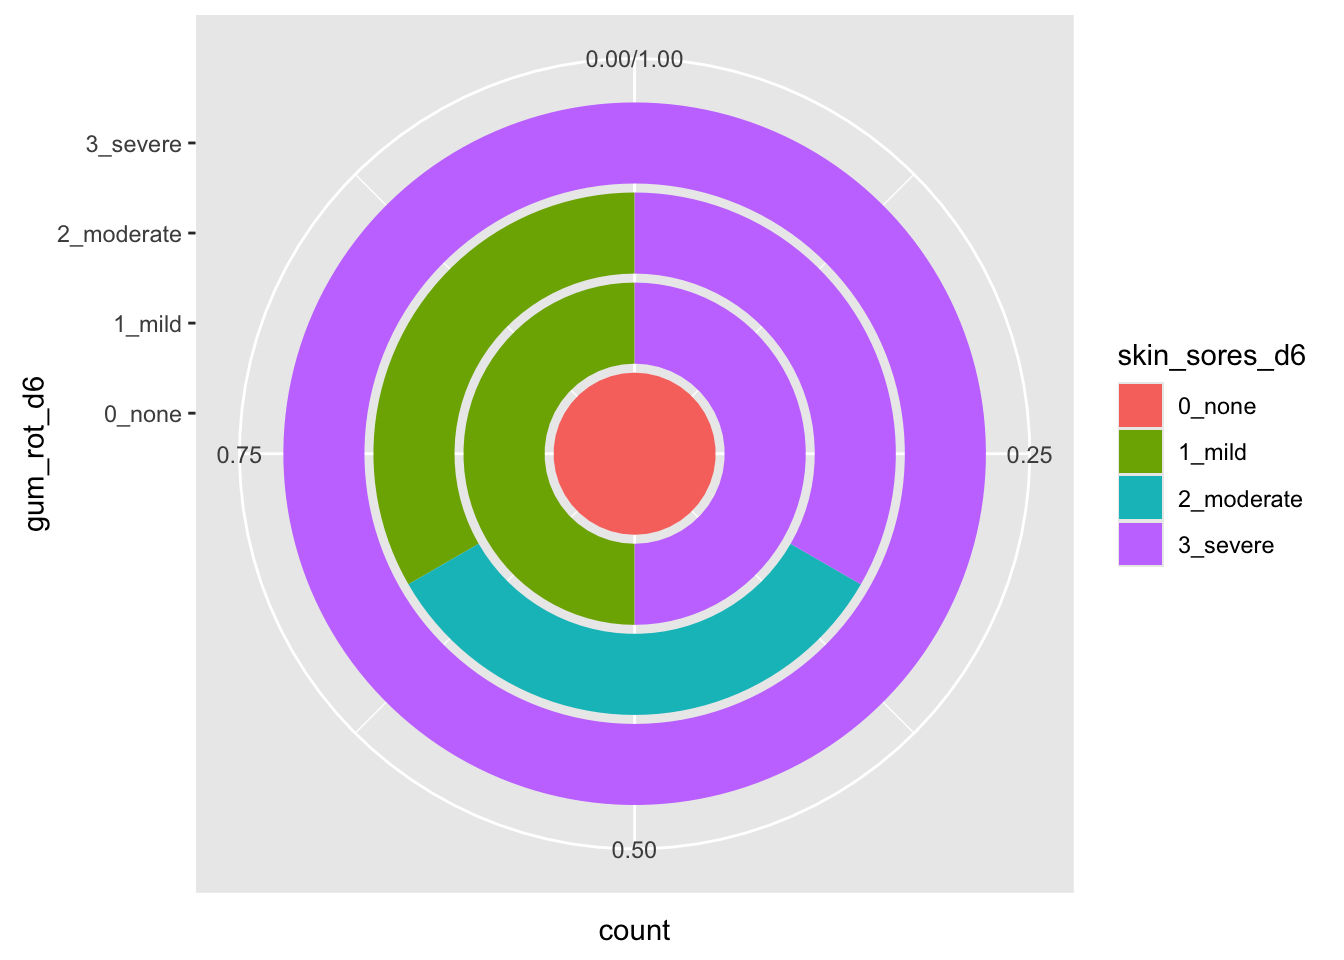 0.00/1.00
3_severe
2_moderate
1_mild
0_none
0.75
0.25
0.50
gum_rot_d6
count
skin_sores_d6
0_none
1_mild
2_moderate
3_severe